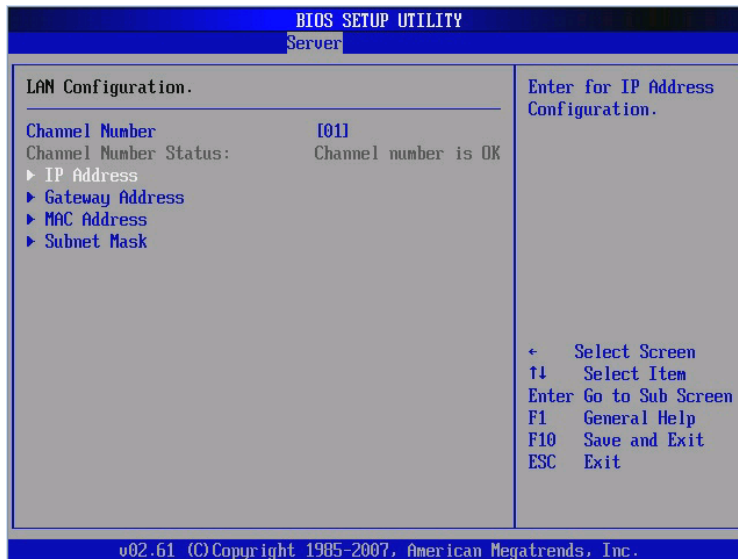 BIOS SETUP UTILITY
Server
LAN Configuration.
Channel Number [01]
Channel Number Status: Channel number is OK
▶ IP Address
▶ Gateway Address
▶ MAC Address
▶ Subnet Mask
Enter for IP Address
Configuration.
← Select Screen
↑↓ Select Item
Enter Go to Sub Screen
F1 General Help
F10 Save and Exit
ESC Exit
v02.61 (C)Copyright 1985-2007, American Megatrends, Inc.